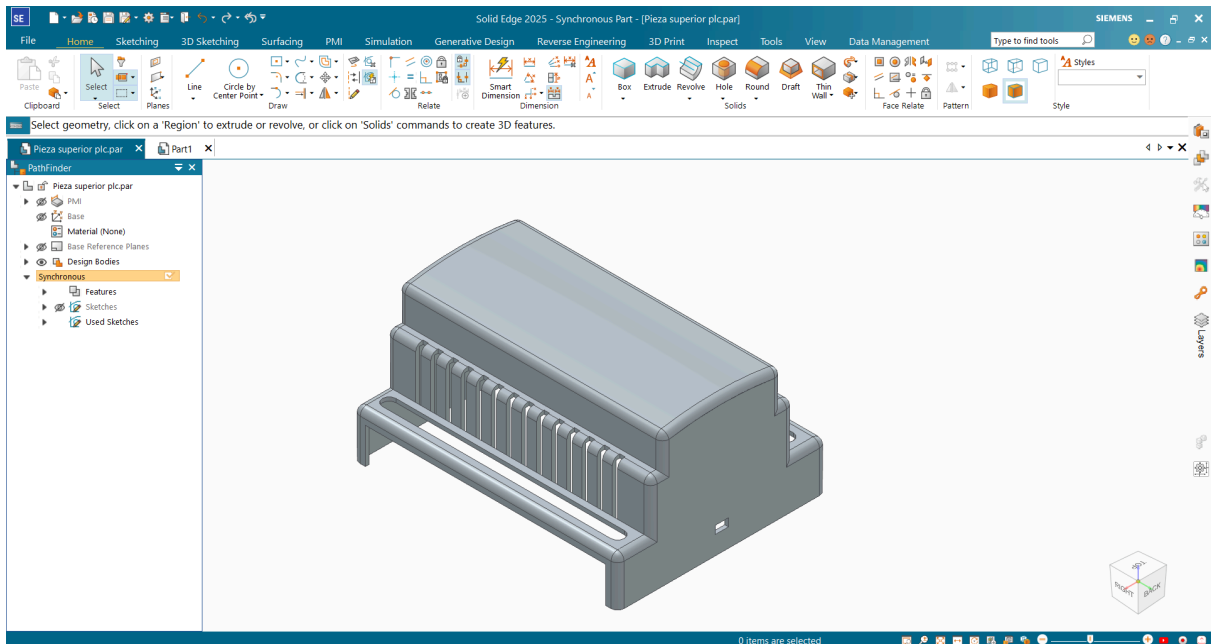 SE
Solid Edge 2025 - Synchronous Part - [Pieza superior plc.par]
SIEMENS
File Home Sketching 3D Sketching Surfacing PMI Simulation Generative Design Reverse Engineering 3D Print Inspect Tools View Data Management
Type to find tools
Paste
Select
Line
Circle by
Center Point
Smart
Dimension
Box Extrude Revolve Hole Round Draft Thin
Wall
Styles
Clipboard Select Planes Draw Relate Dimension Solids Face Relate Pattern Style
Select geometry, click on a 'Region' to extrude or revolve, or click on 'Solids' commands to create 3D features.
Pieza superior plc.par
Part1
PathFinder
Pieza superior plc.par
PMI
Base
Material (None)
Base Reference Planes
Design Bodies
Synchronous
Features
Sketches
Used Sketches
Layers
TOP
RIGHT
BACK
0 items are selected